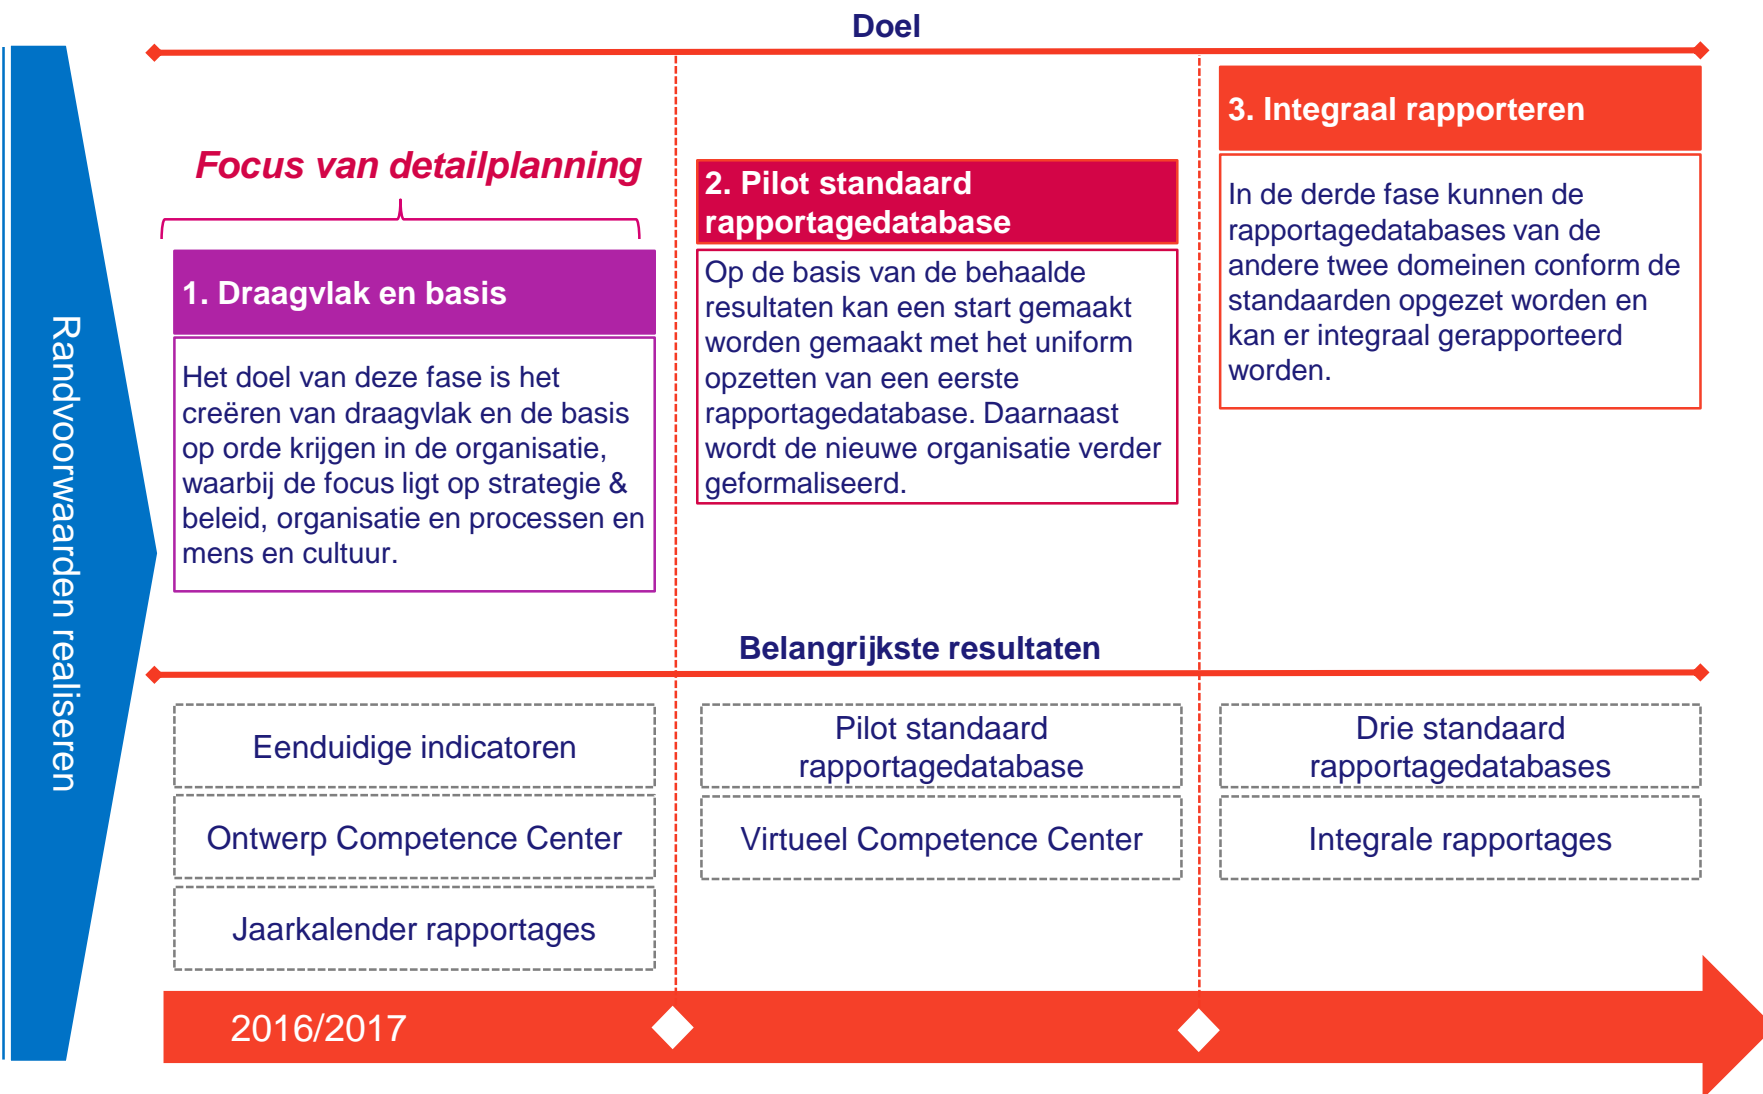 Doel
Randvoorwaarden realiseren
Focus van detailplanning
1. Draagvlak en basis
Het doel van deze fase is het
creëren van draagvlak en de basis
op orde krijgen in de organisatie,
waarbij de focus ligt op strategie &
beleid, organisatie en processen en
mens en cultuur.
2. Pilot standaard
rapportagedatabase
Op de basis van de behaalde
resultaten kan een start gemaakt
worden gemaakt met het uniform
opzetten van een eerste
rapportagedatabase. Daarnaast
wordt de nieuwe organisatie verder
geformaliseerd.
3. Integraal rapporteren
In de derde fase kunnen de
rapportagedatabases van de
andere twee domeinen conform de
standaarden opgezet worden en
kan er integraal gerapporteerd
worden.
Belangrijkste resultaten
Eenduidige indicatoren
Ontwerp Competence Center
Jaarkalender rapportages
Pilot standaard
rapportagedatabase
Virtueel Competence Center
Drie standaard
rapportagedatabases
Integrale rapportages
2016/2017